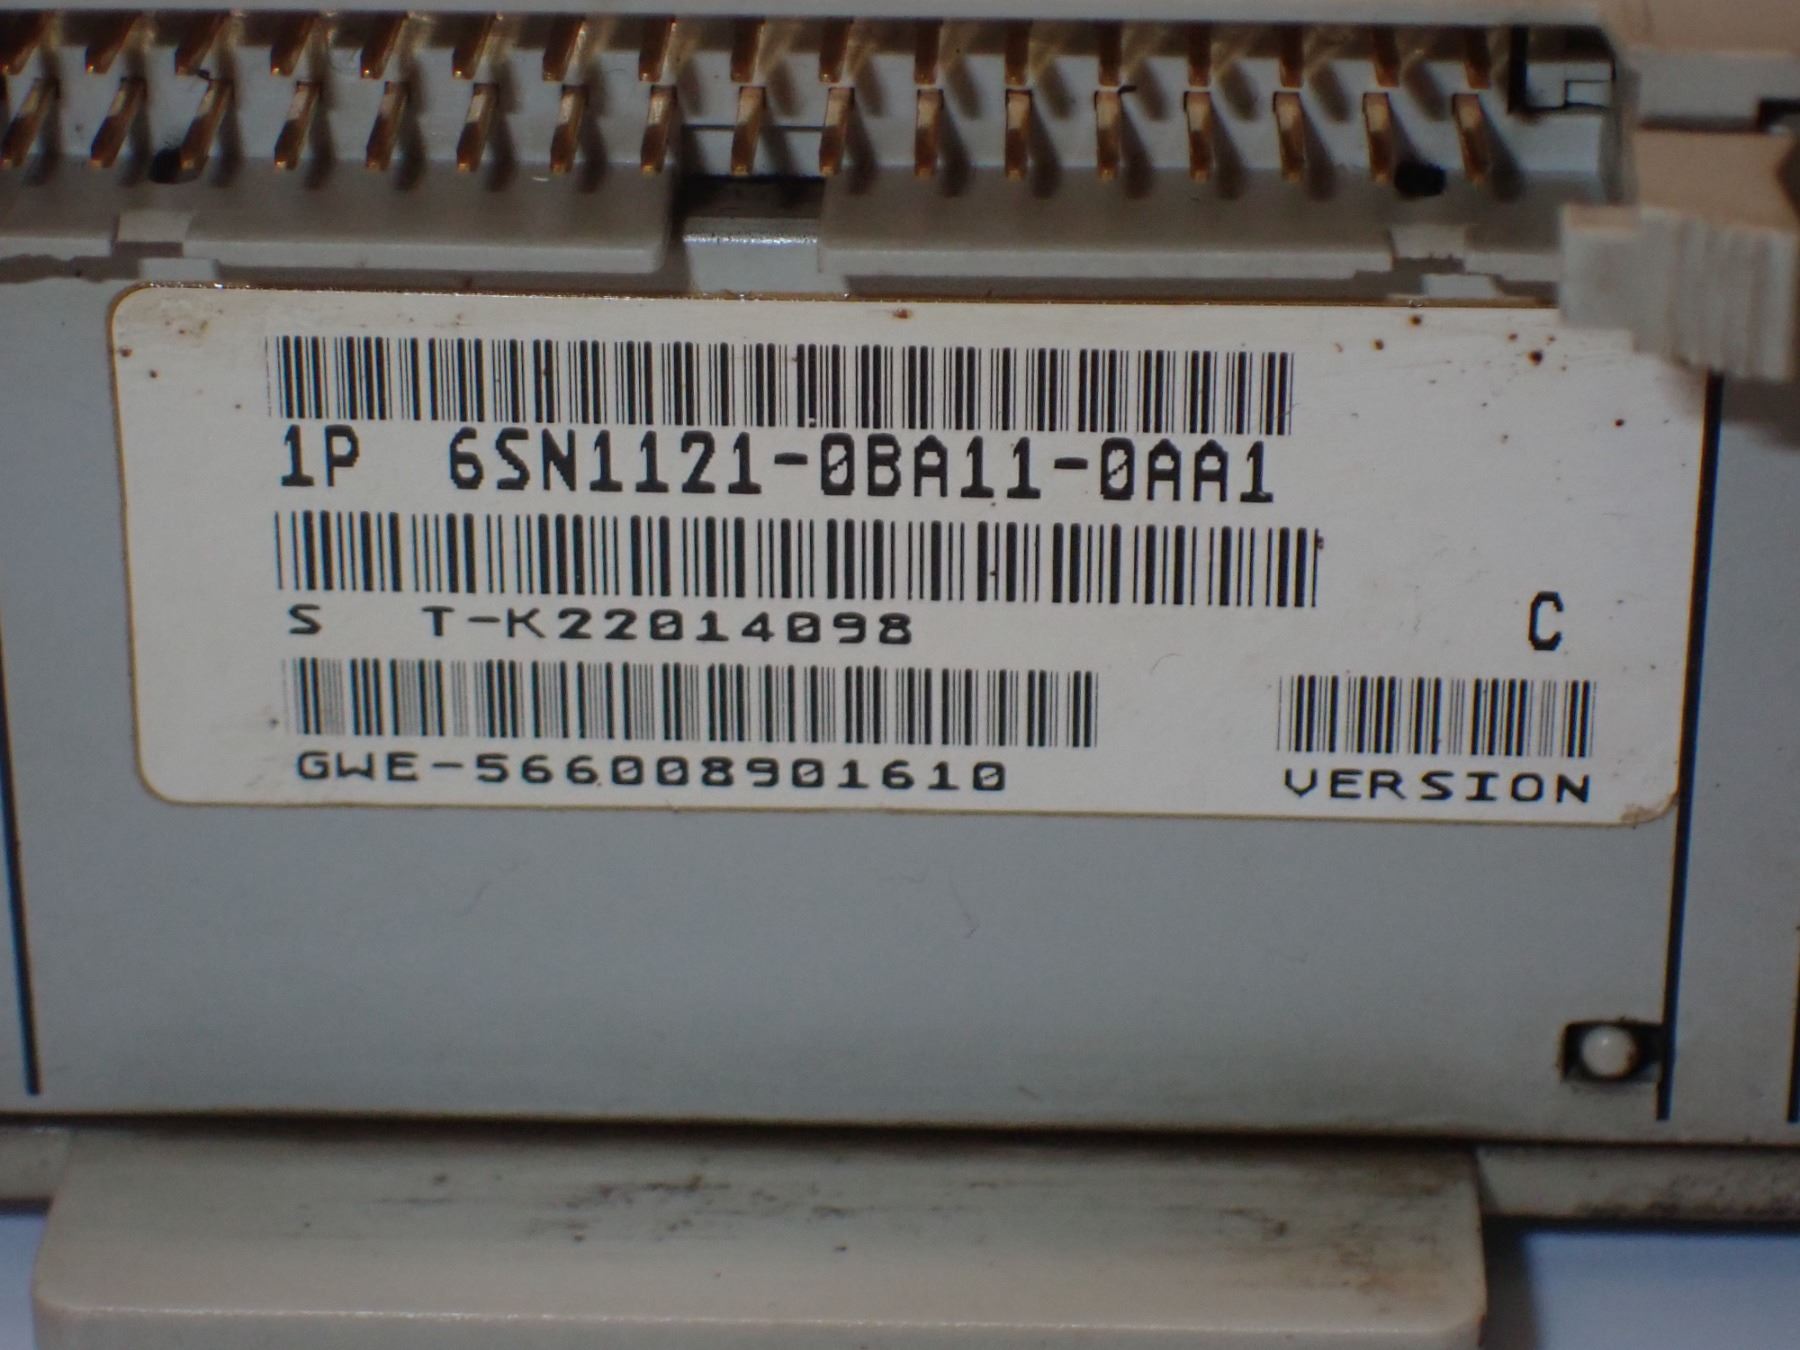 1P 6SN1121-0BA11-0AA1
S T-K22014098
C
GWE-566008901610
VERSION